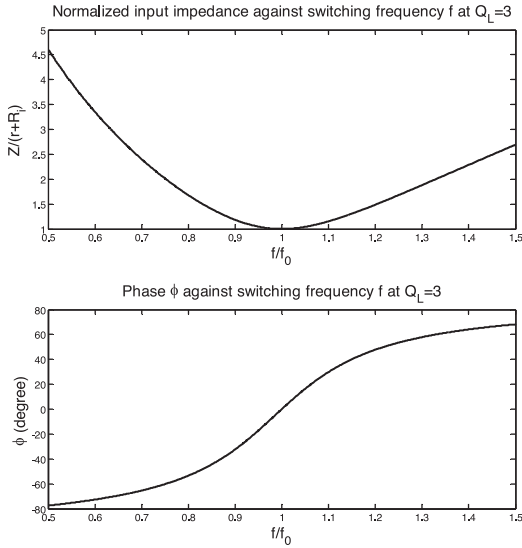 Normalized input impedance against switching frequency f at Q_L=3
5
4.5
4
3.5
3
2.5
2
1.5
1
Z/(r+R_i)
0.5 0.6 0.7 0.8 0.9 1 1.1 1.2 1.3 1.4 1.5
f/f_0
Phase ϕ against switching frequency f at Q_L=3
80
60
40
20
0
-20
-40
-60
-80
ϕ (degree)
0.5 0.6 0.7 0.8 0.9 1 1.1 1.2 1.3 1.4 1.5
f/f_0